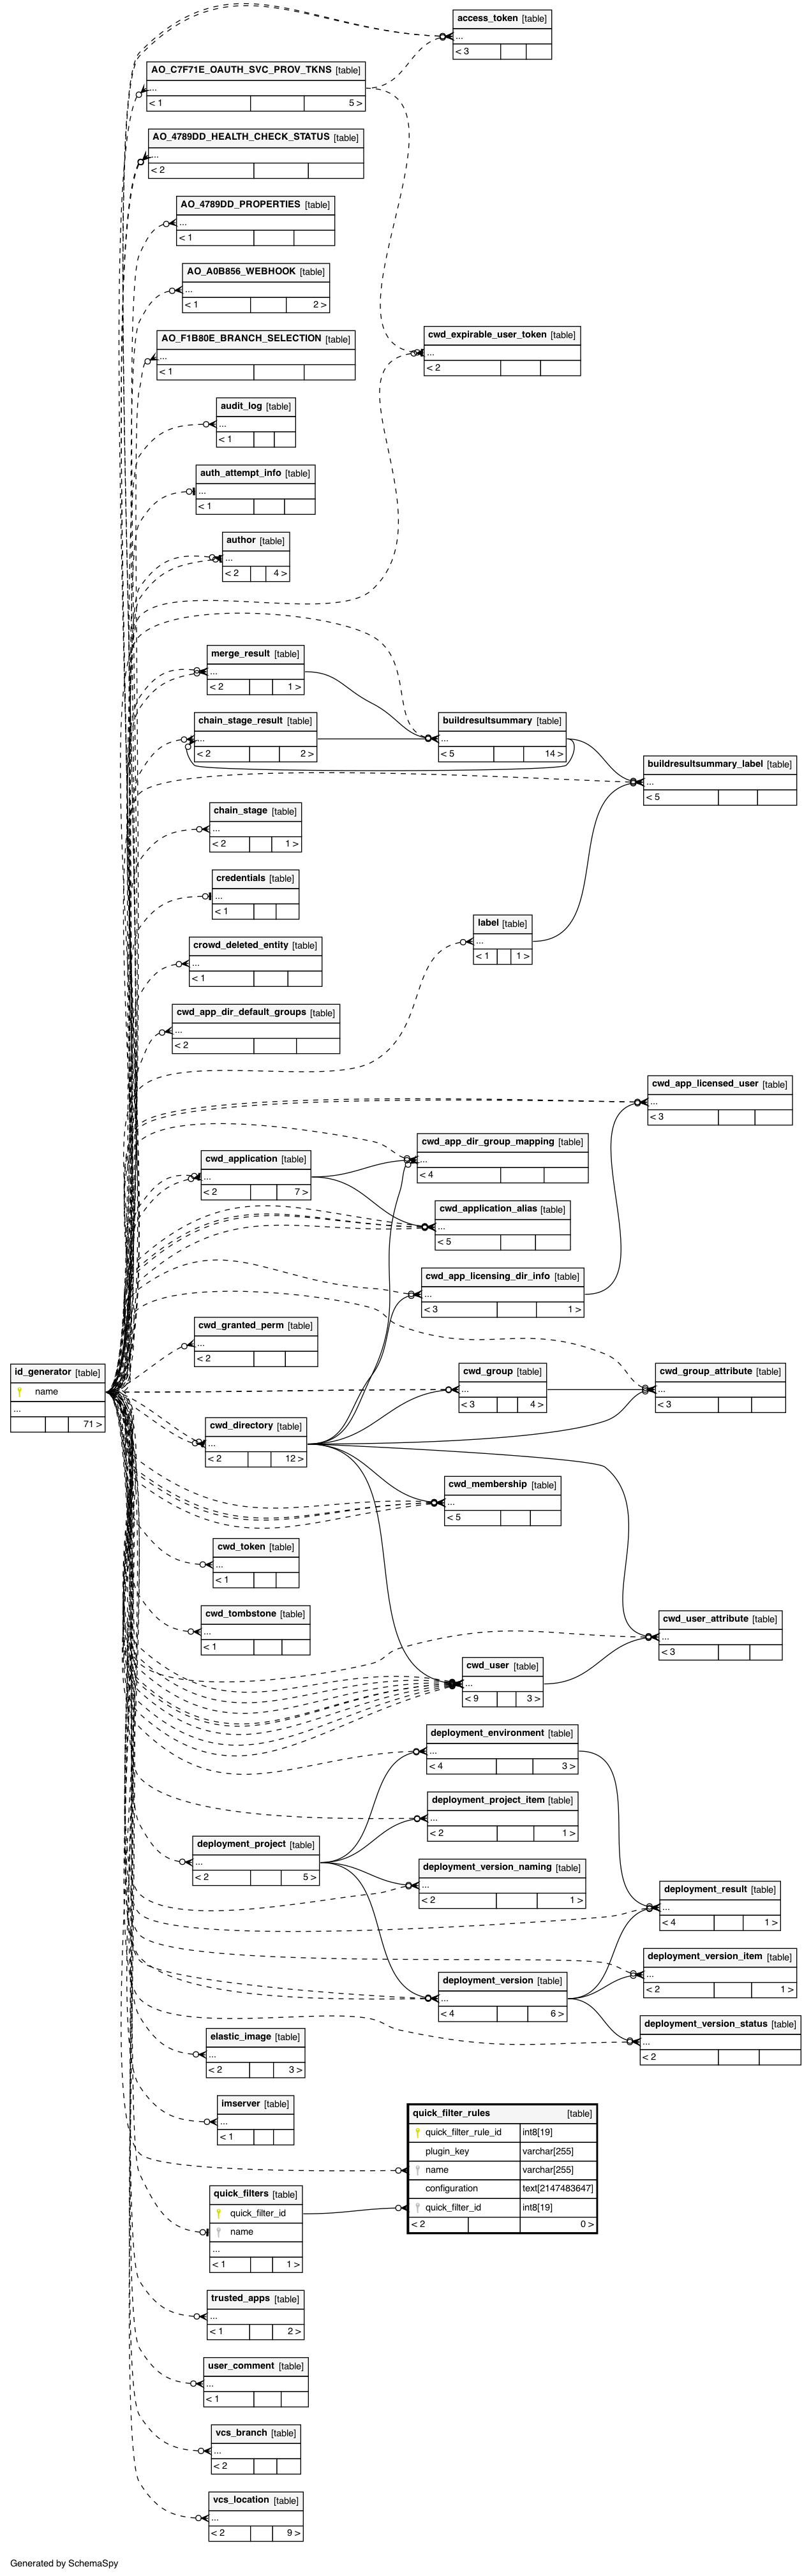 access_token [table]
...
< 3
AO_C7F71E_OAUTH_SVC_PROV_TKNS [table]
...
< 1 5 >
AO_4789DD_HEALTH_CHECK_STATUS [table]
...
< 2
AO_4789DD_PROPERTIES [table]
...
< 1
AO_A0B856_WEBHOOK [table]
...
< 1 2 >
AO_F1B80E_BRANCH_SELECTION [table]
...
< 1
cwd_expirable_user_token [table]
...
< 2
audit_log [table]
...
< 1
auth_attempt_info [table]
...
< 1
author [table]
...
< 2 4 >
merge_result [table]
...
< 2 1 >
chain_stage_result [table]
...
< 2 2 >
buildresultsummary [table]
...
< 5 14 >
buildresultsummary_label [table]
...
< 5
chain_stage [table]
...
< 2 1 >
credentials [table]
...
< 1
label [table]
...
< 1 1 >
crowd_deleted_entity [table]
...
< 1
cwd_app_dir_default_groups [table]
...
< 2
cwd_app_licensed_user [table]
...
< 3
cwd_app_dir_group_mapping [table]
...
< 4
cwd_application [table]
...
< 2 7 >
cwd_application_alias [table]
...
< 5
cwd_app_licensing_dir_info [table]
...
< 3 1 >
cwd_granted_perm [table]
...
< 2
id_generator [table]
name
...
71 >
cwd_group [table]
...
< 3 4 >
cwd_group_attribute [table]
...
< 3
cwd_directory [table]
...
< 2 12 >
cwd_membership [table]
...
< 5
cwd_token [table]
...
< 1
cwd_tombstone [table]
...
< 1
cwd_user_attribute [table]
...
< 3
cwd_user [table]
...
< 9 3 >
deployment_environment [table]
...
< 4 3 >
deployment_project_item [table]
...
< 2 1 >
deployment_project [table]
...
< 2 5 >
deployment_version_naming [table]
...
< 2 1 >
deployment_result [table]
...
< 4 1 >
deployment_version_item [table]
...
< 2 1 >
deployment_version [table]
...
< 4 6 >
deployment_version_status [table]
...
< 2
elastic_image [table]
...
< 2 3 >
imserver [table]
...
< 1
quick_filter_rules [table]
quick_filter_rule_id int8[19]
plugin_key varchar[255]
name varchar[255]
configuration text[2147483647]
quick_filter_id int8[19]
< 2 0 >
quick_filters [table]
quick_filter_id
name
...
< 1 1 >
trusted_apps [table]
...
< 1 2 >
user_comment [table]
...
< 1
vcs_branch [table]
...
< 2
vcs_location [table]
...
< 2 9 >
Generated by SchemaSpy